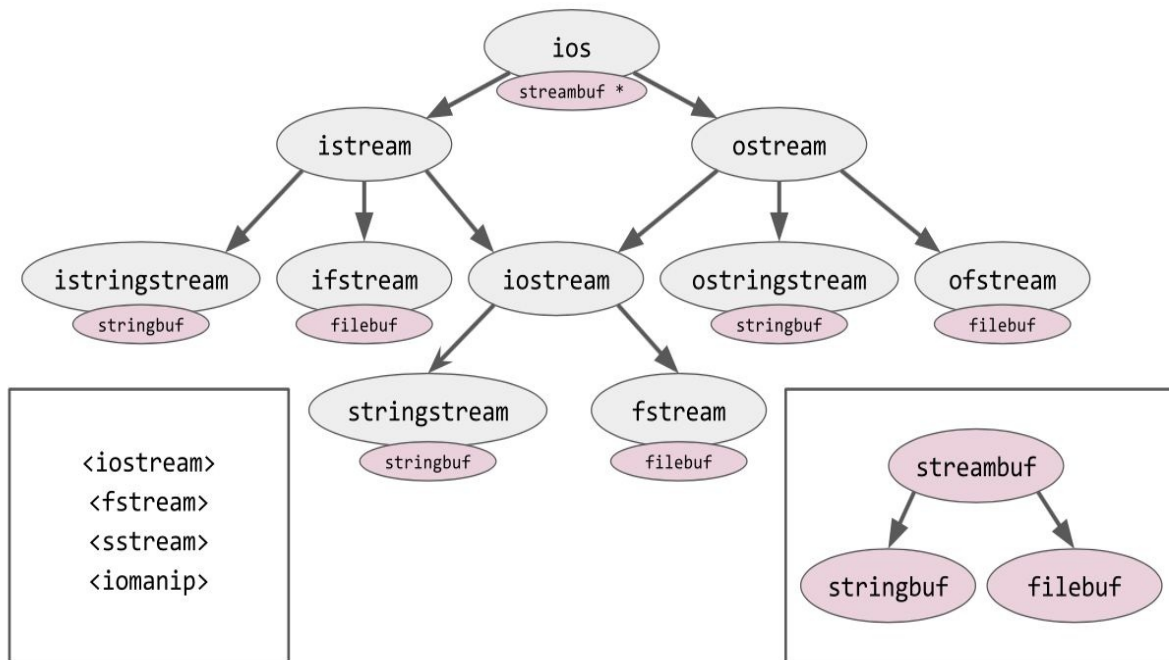 ios
streambuf *
istream
ostream
istringstream
ifstream
iostream
ostringstream
ofstream
stringbuf
filebuf
stringbuf
filebuf
stringstream
fstream
stringbuf
filebuf
<iostream>
<fstream>
<sstream>
<iomanip>
streambuf
stringbuf
filebuf